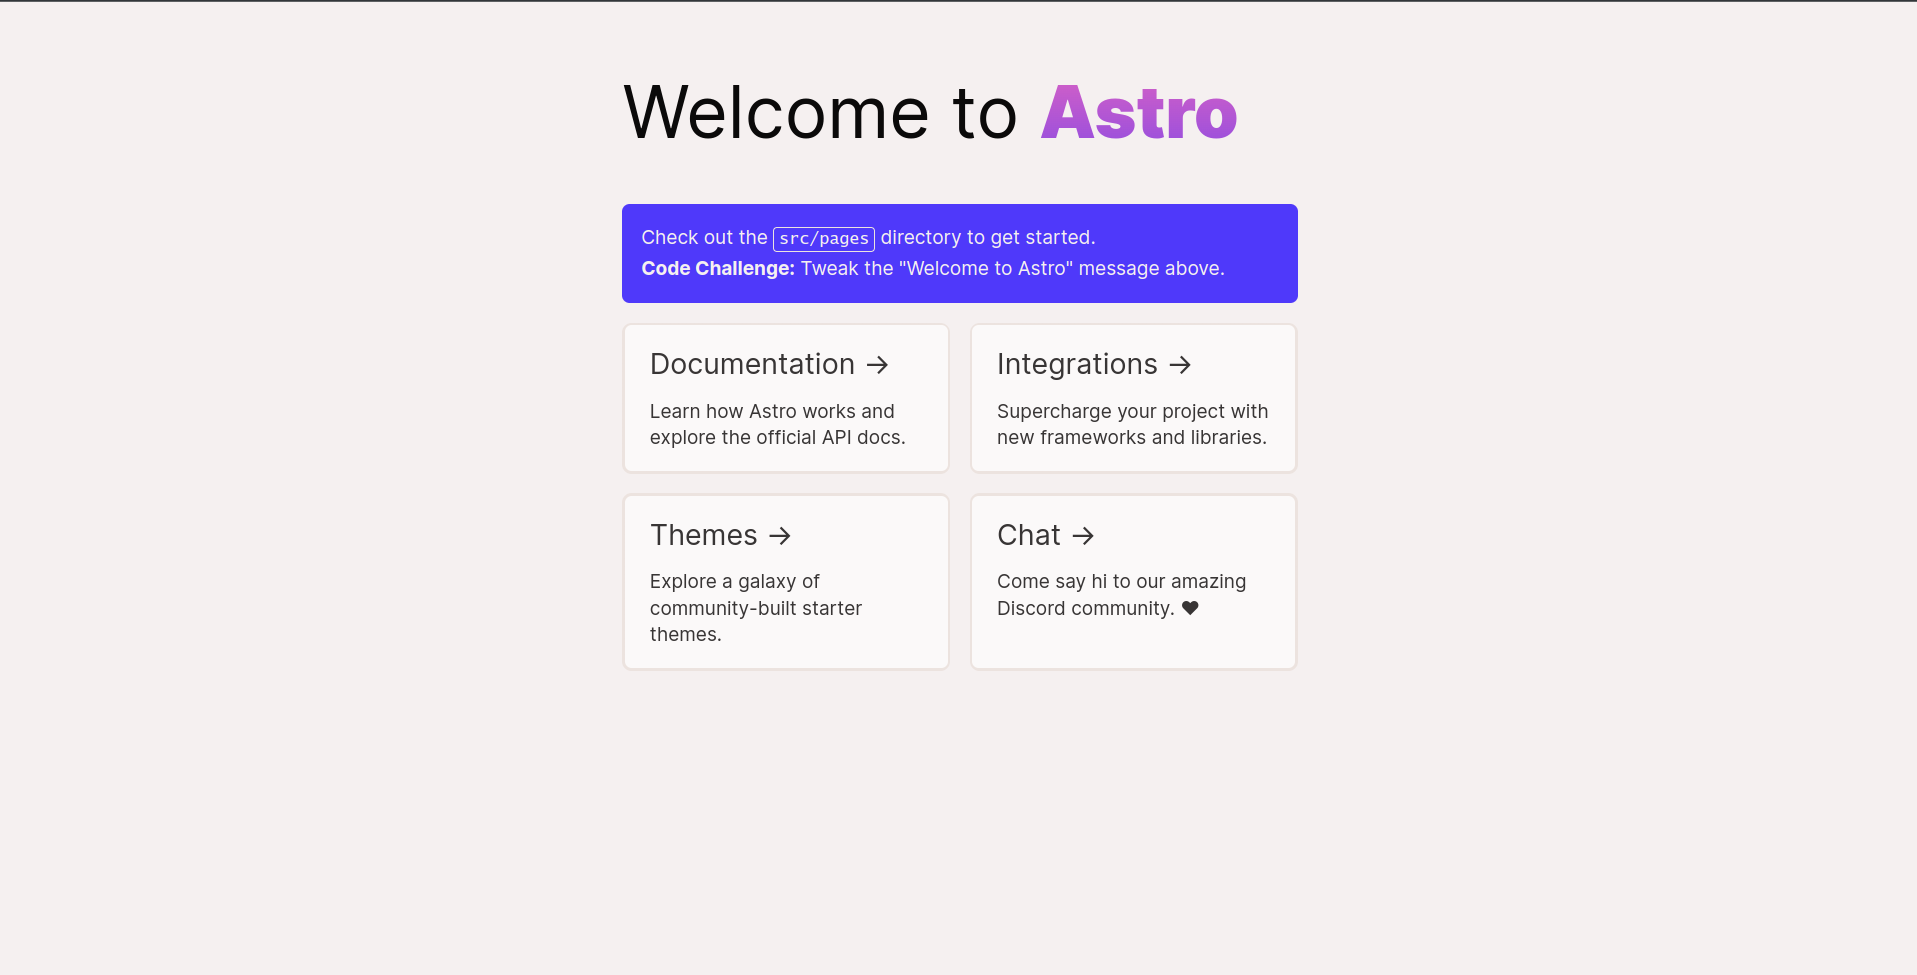 Welcome to Astro
Check out the src/pages directory to get started.
Code Challenge: Tweak the "Welcome to Astro" message above.
Documentation →
Learn how Astro works and
explore the official API docs.
Integrations →
Supercharge your project with
new frameworks and libraries.
Themes →
Explore a galaxy of
community-built starter
themes.
Chat →
Come say hi to our amazing
Discord community. ♥